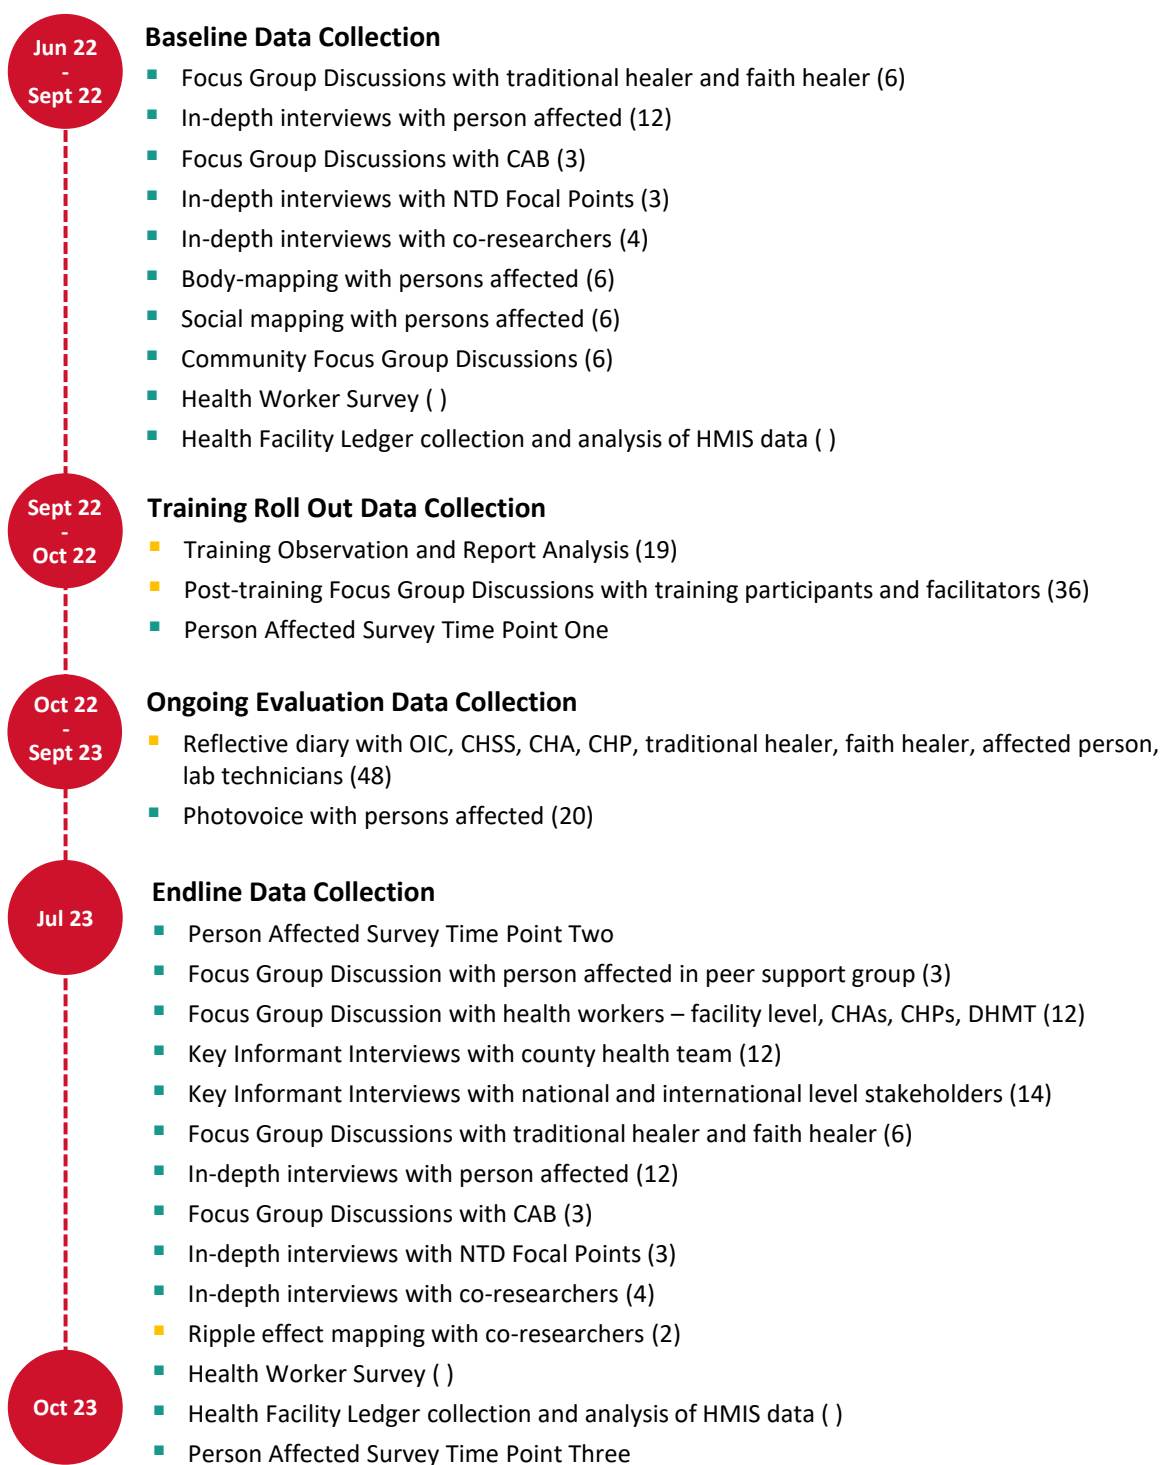 Jun 22
-
Sept 22
Baseline Data Collection
Focus Group Discussions with traditional healer and faith healer (6)
In-depth interviews with person affected (12)
Focus Group Discussions with CAB (3)
In-depth interviews with NTD Focal Points (3)
In-depth interviews with co-researchers (4)
Body-mapping with persons affected (6)
Social mapping with persons affected (6)
Community Focus Group Discussions (6)
Health Worker Survey ( )
Health Facility Ledger collection and analysis of HMIS data ( )
Sept 22
-
Oct 22
Training Roll Out Data Collection
Training Observation and Report Analysis (19)
Post-training Focus Group Discussions with training participants and facilitators (36)
Person Affected Survey Time Point One
Oct 22
-
Sept 23
Ongoing Evaluation Data Collection
Reflective diary with OIC, CHSS, CHA, CHP, traditional healer, faith healer, affected person,
lab technicians (48)
Photovoice with persons affected (20)
Jul 23
Endline Data Collection
Person Affected Survey Time Point Two
Focus Group Discussion with person affected in peer support group (3)
Focus Group Discussion with health workers – facility level, CHAs, CHPs, DHMT (12)
Key Informant Interviews with county health team (12)
Key Informant Interviews with national and international level stakeholders (14)
Focus Group Discussions with traditional healer and faith healer (6)
In-depth interviews with person affected (12)
Focus Group Discussions with CAB (3)
In-depth interviews with NTD Focal Points (3)
In-depth interviews with co-researchers (4)
Ripple effect mapping with co-researchers (2)
Health Worker Survey ( )
Oct 23
Health Facility Ledger collection and analysis of HMIS data ( )
Person Affected Survey Time Point Three